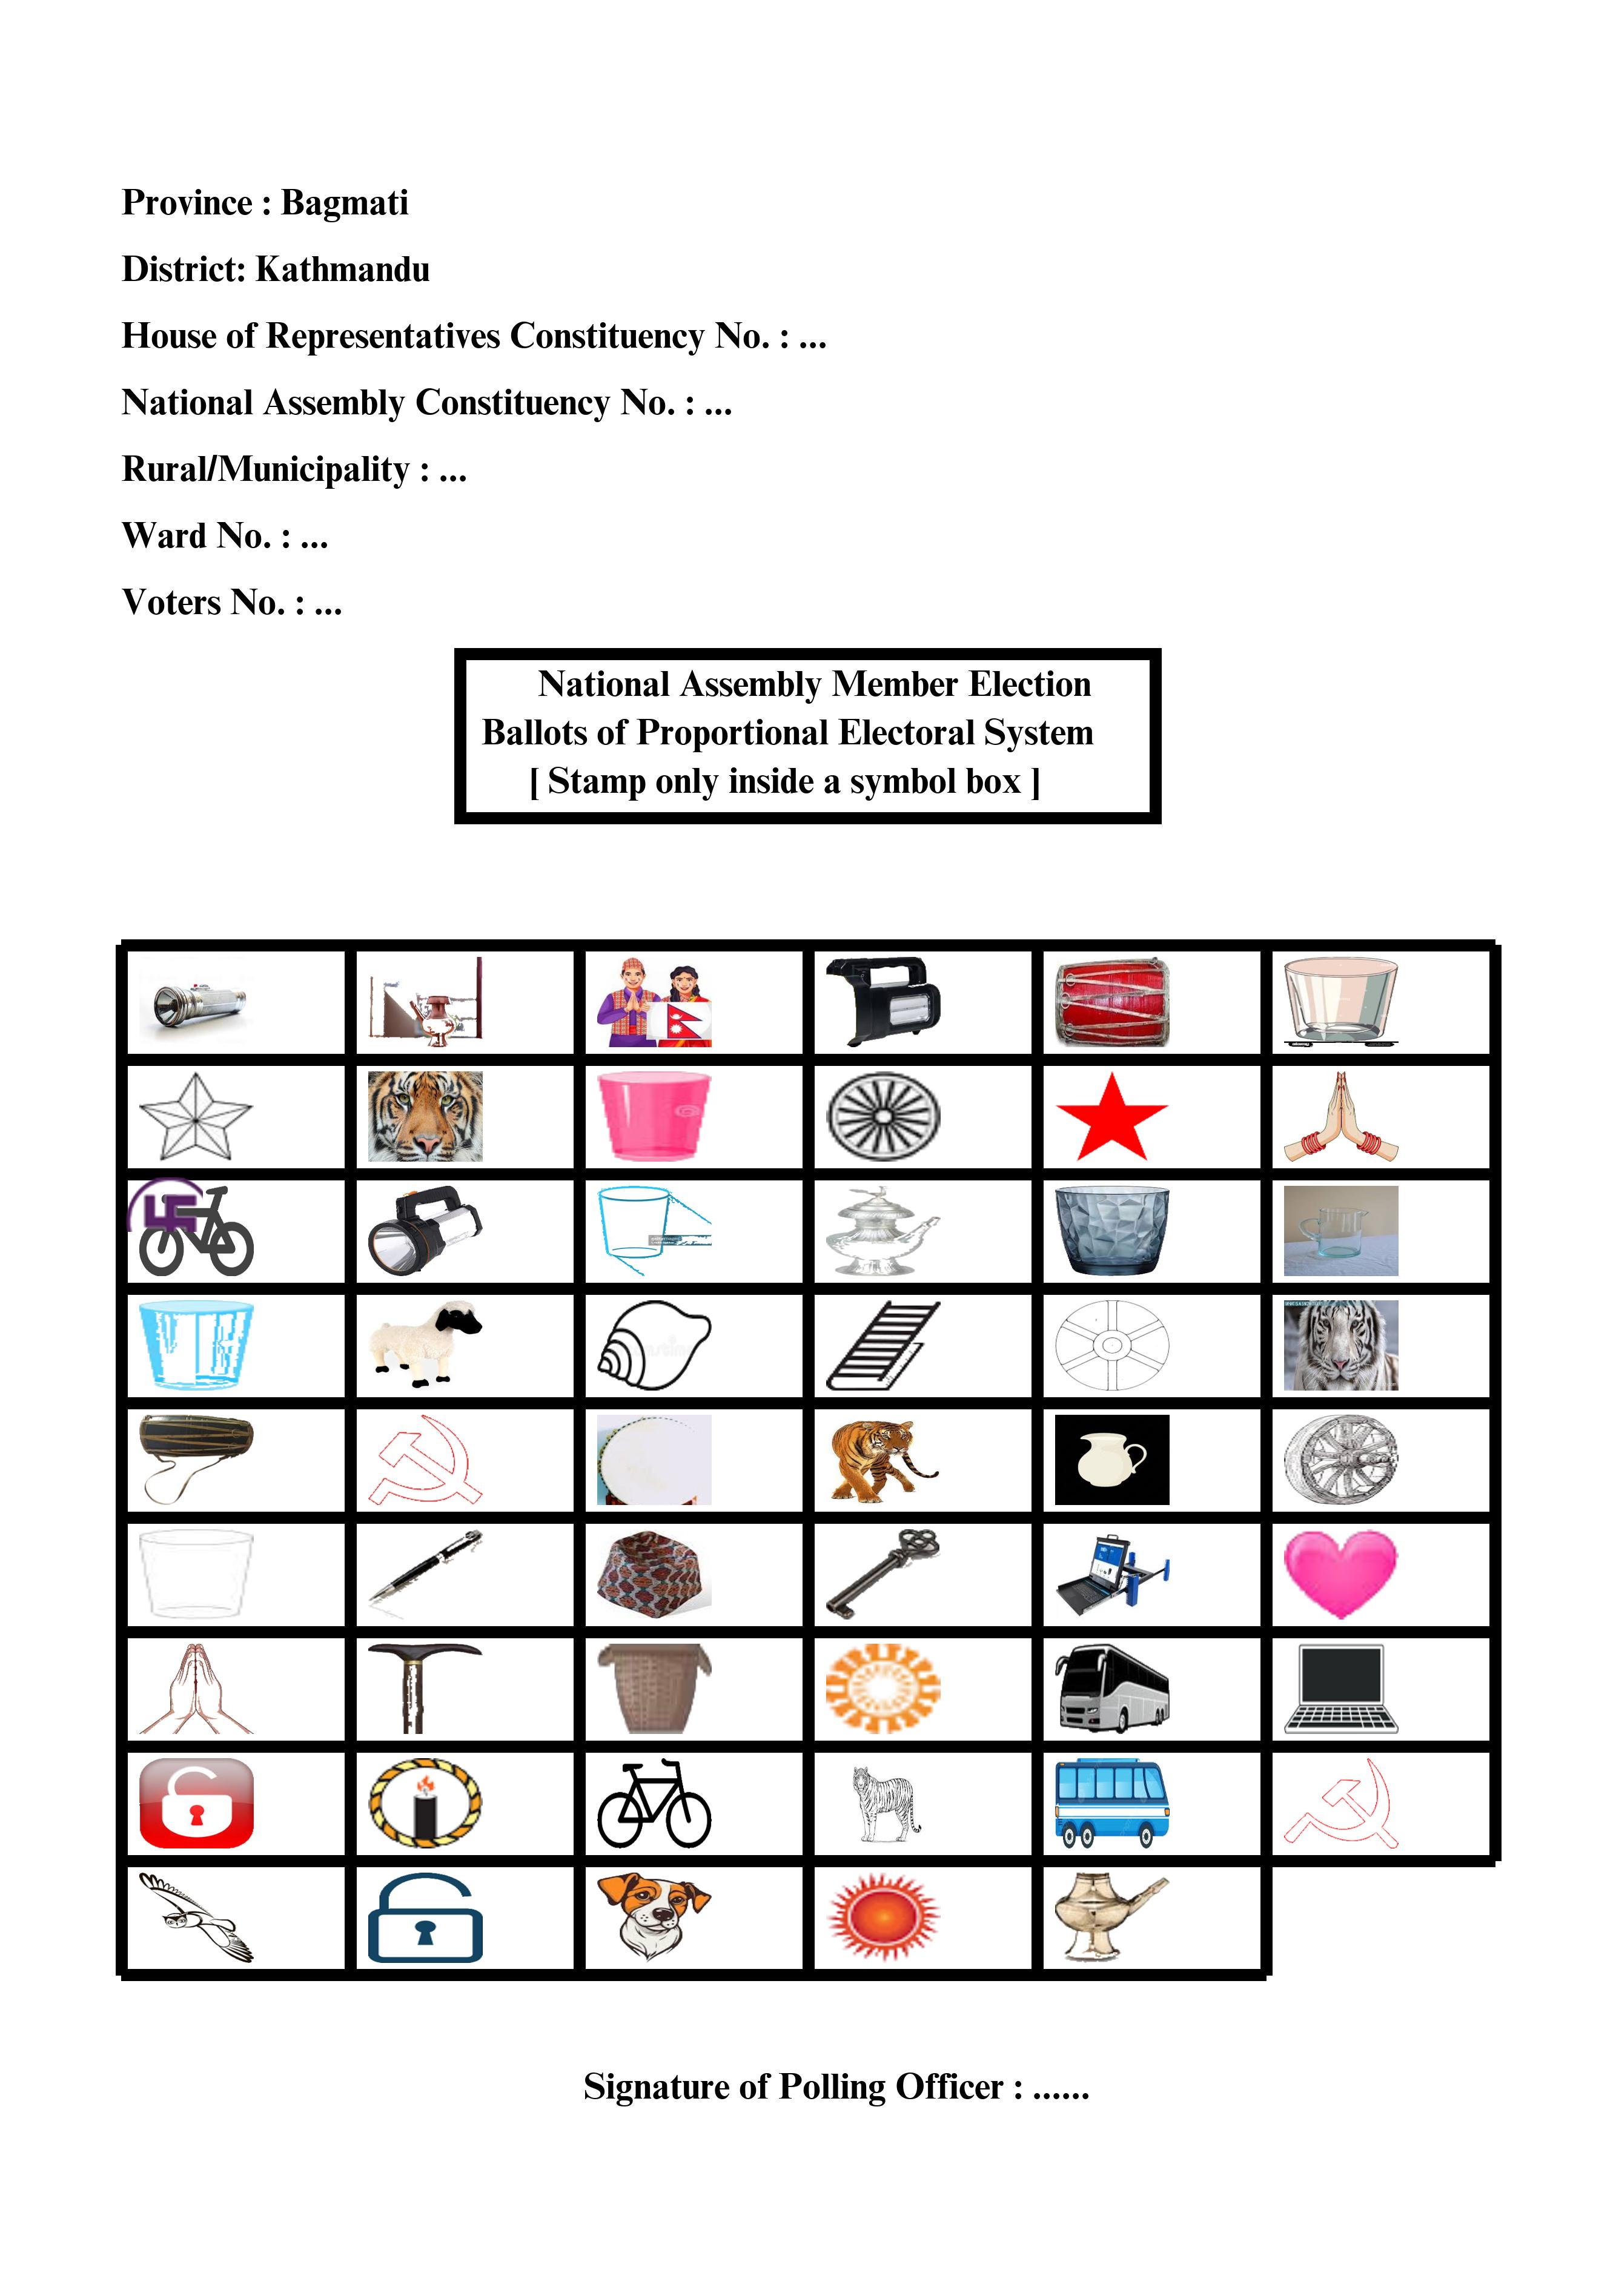 Province : Bagmati
District: Kathmandu
House of Representatives Constituency No. : ...
National Assembly Constituency No. : ...
Rural/Municipality : ...
Ward No. : ...
Voters No. : ...
National Assembly Member Election
Ballots of Proportional Electoral System
[ Stamp only inside a symbol box ]
Signature of Polling Officer : ......